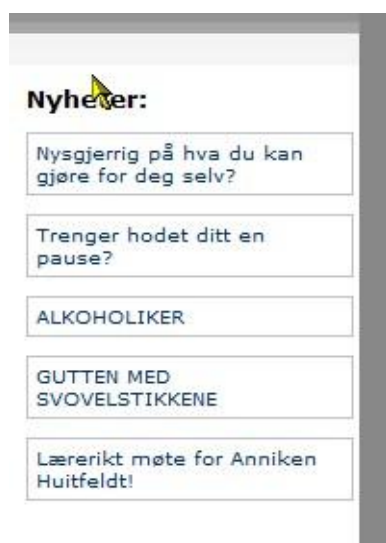 Nyheter:
Nysgjerrig på hva du kan
gjøre for deg selv?
Trenger hodet ditt en
pause?
ALKOHOLIKER
GUTTEN MED
SVOVELSTIKKENE
Lærerikt møte for Anniken
Huitfeldt!